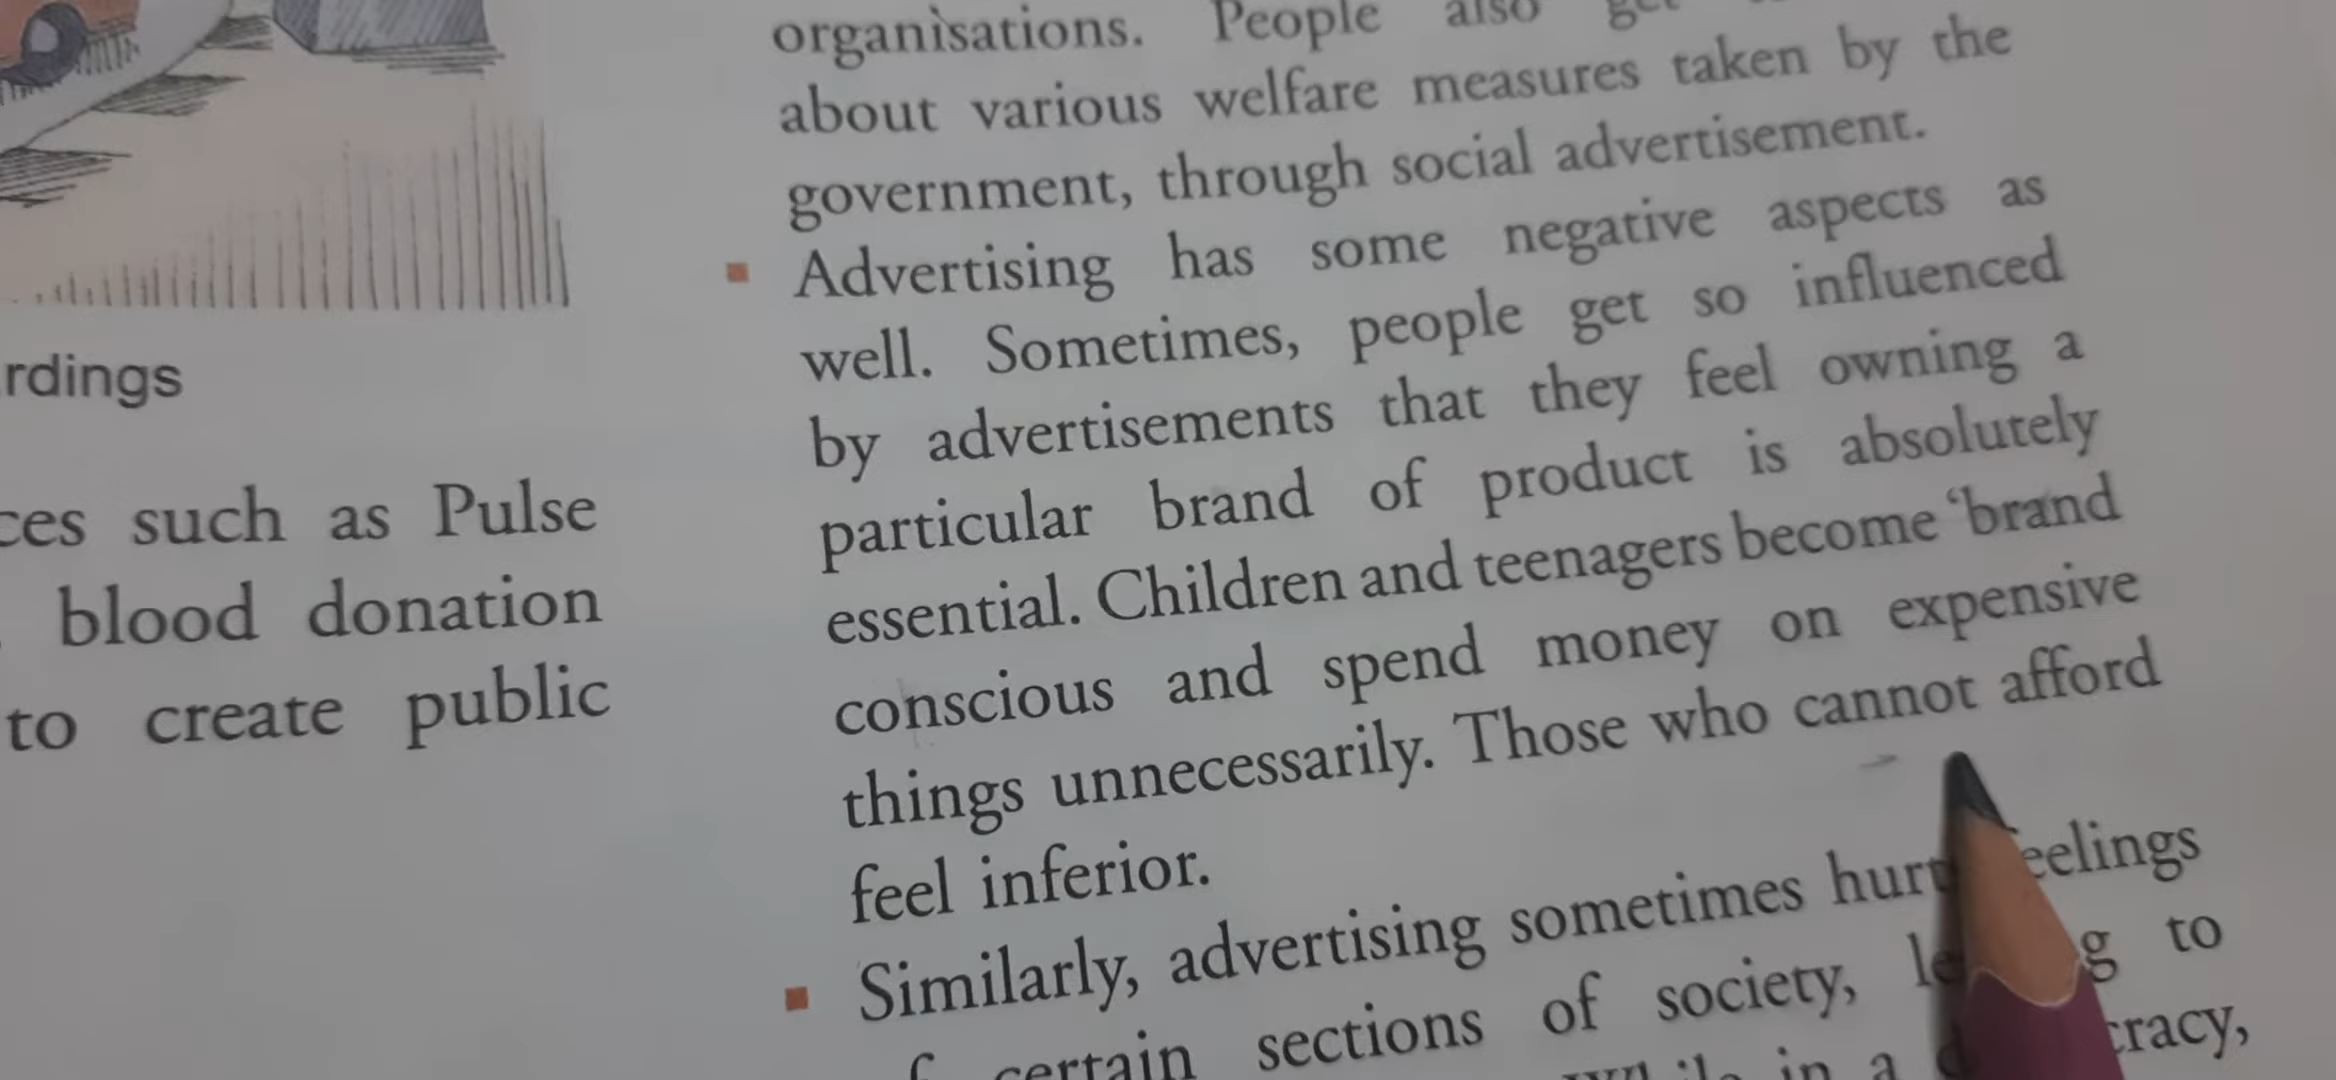 rdings
ces such as Pulse
blood donation
to create public
organisations. People also
about various welfare measures taken by the
government, through social advertisement.
Advertising has some negative aspects as
well. Sometimes, people get so influenced
by advertisements that they feel owning a
particular brand of product is absolutely
essential. Children and teenagers become ‘brand
conscious and spend money on expensive
things unnecessarily. Those who cannot afford
feel inferior.
Similarly, advertising sometimes hurt eelings
certain sections of society, to
in a cracy,